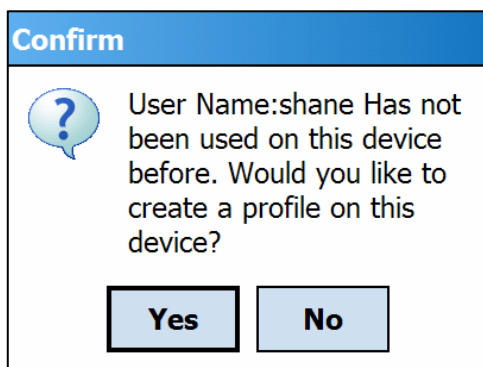 Confirm
User Name:shane Has not
been used on this device
before. Would you like to
create a profile on this
device?
Yes No